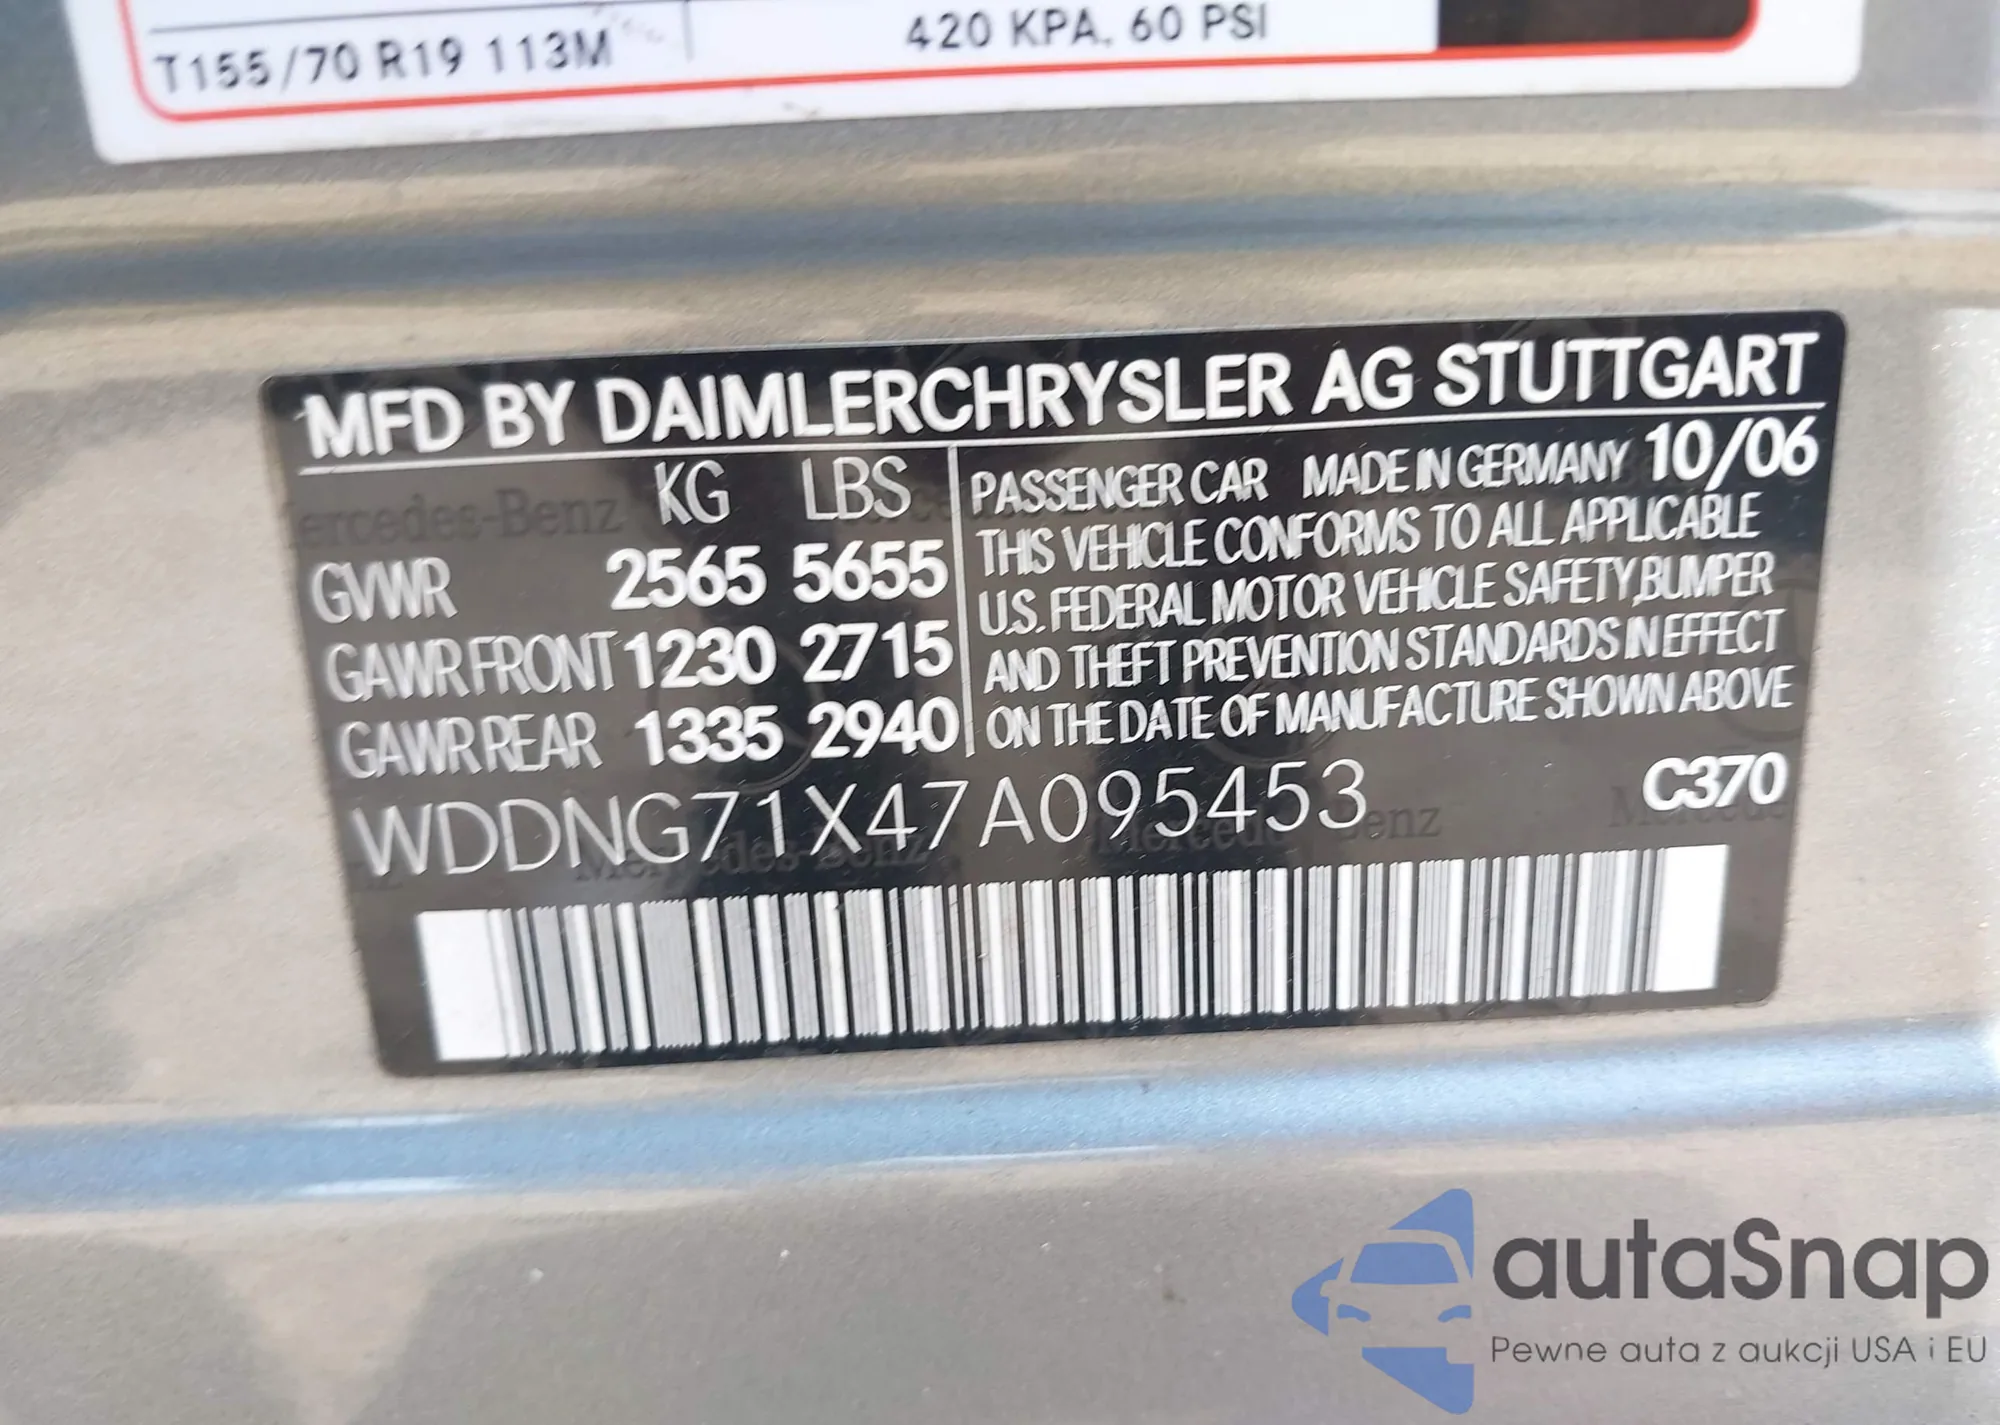 T155/70 R19 113M 420 KPA, 60 PSI
MFD BY DAIMLERCHRYSLER AG STUTTGART
KG LBS
GVWR 2565 5655
GAWR FRONT 1230 2715
GAWR REAR 1335 2940
PASSENGER CAR MADE IN GERMANY 10/06
THIS VEHICLE CONFORMS TO ALL APPLICABLE
U.S. FEDERAL MOTOR VEHICLE SAFETY,BUMPER
AND THEFT PREVENTION STANDARDS IN EFFECT
ON THE DATE OF MANUFACTURE SHOWN ABOVE
WDDNG71X47A095453 C370
Mercedes-Benz
autaSnap
Pewne auta z aukcji USA i EU